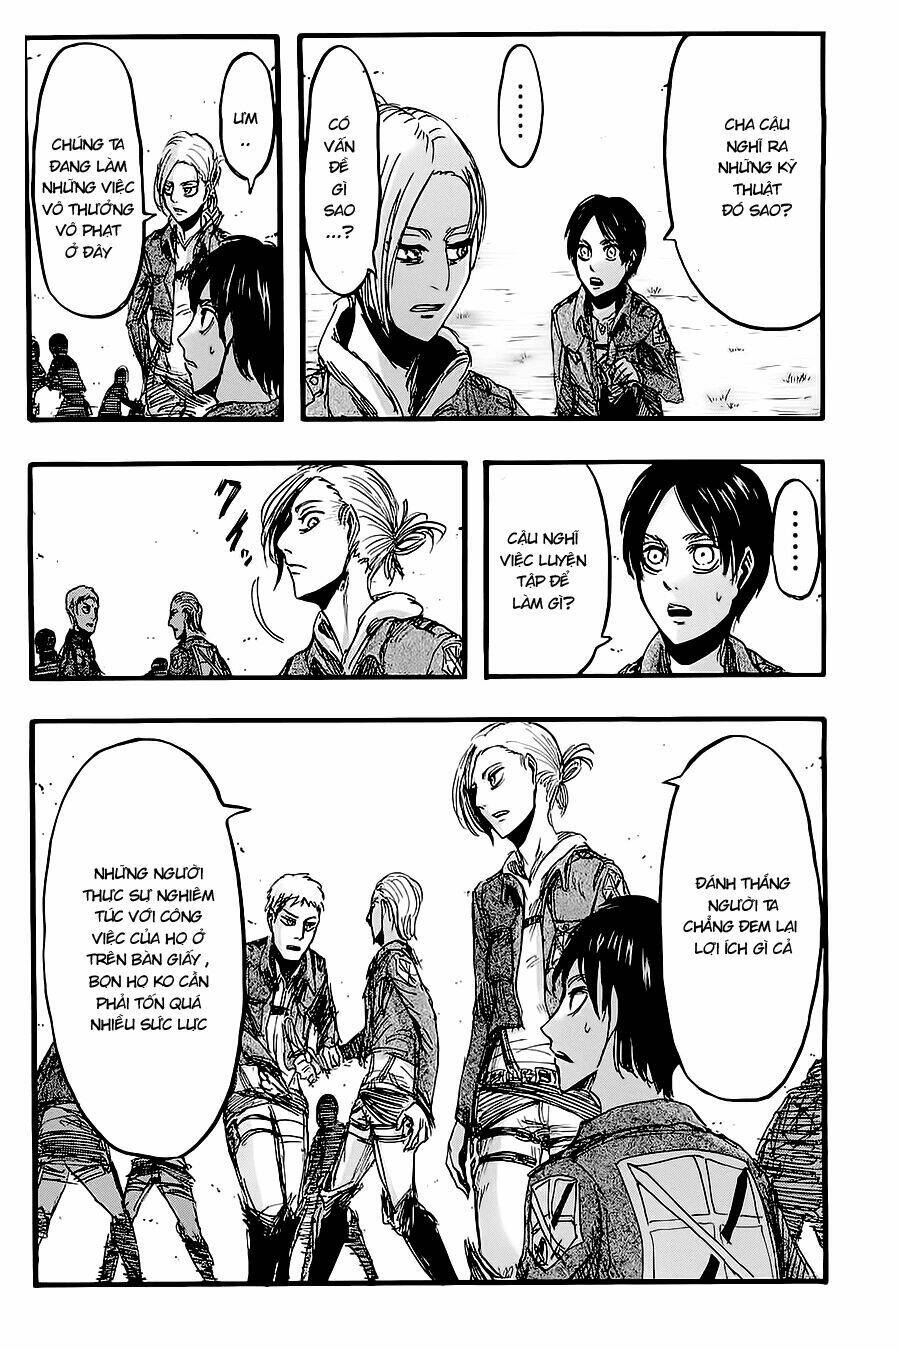 CHA CẬU
NGHĨ RA
NHỮNG KỸ
THUẬT
ĐÓ SAO?
......
CÓ
VẤN
ĐỀ
GÌ
SAO
...?
ƯM
..
CHÚNG TA
ĐANG LÀM
NHỮNG VIỆC
VÔ THƯỞNG
VÔ PHẠT
Ở ĐÂY
......
CẬU NGHĨ
VIỆC LUYỆN
TẬP ĐỂ
LÀM GÌ?
クイッ
ĐÁNH THẮNG
NGƯỜI TA
CHẲNG ĐEM LẠI
LỢI ÍCH GÌ CẢ
NHỮNG NGƯỜI
THỰC SỰ NGHIÊM
TÚC VỚI CÔNG
VIỆC CỦA HỌ Ở
TRÊN BÀN GIẤY ,
BỌN HỌ KO CẦN
PHẢI TỐN QUÁ
NHIỀU SỨC LỰC